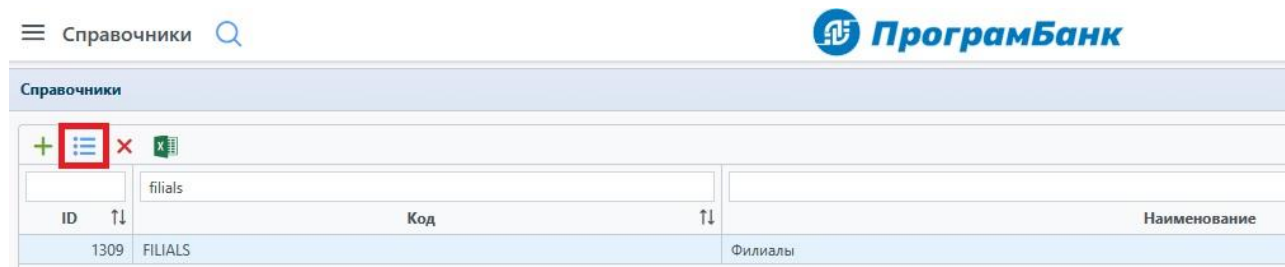 Справочники
ПрограмБанк
Справочники
filials
ID Код Наименование
1309 FILIALS Филиалы